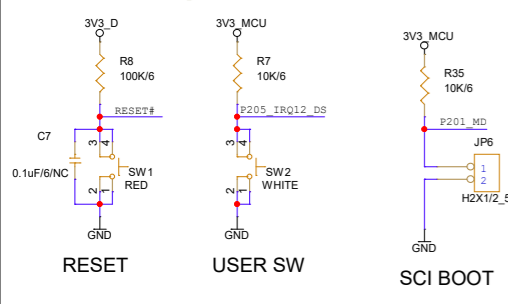 3V3_D
R8
100K/6
RESET#
C7
0.1uF/6/NC
3
4
2
1
SW1
RED
GND
RESET
3V3_MCU
R7
10K/6
P205_IRQ12_DS
3
4
2
1
SW2
WHITE
GND
USER SW
3V3_MCU
R35
10K/6
P201_MD
JP6
1
2
H2X1/2_5
GND
SCI BOOT